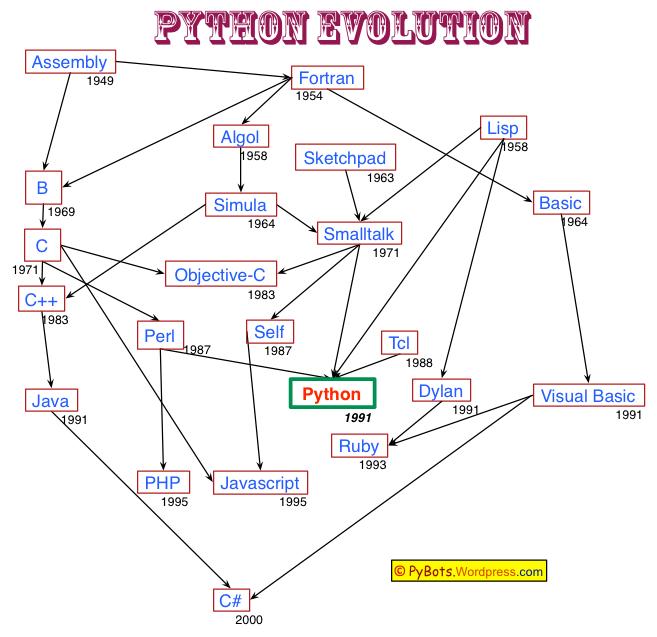 PYTHON EVOLUTION
Assembly
1949
Fortran
1954
Algol
1958
Lisp
1958
Sketchpad
1963
B
1969
Simula
1964
Basic
1964
Smalltalk
1971
C
1971
Objective-C
1983
C++
1983
Perl
1987
Self
1987
Tcl
1988
Python
1991
Dylan
1991
Visual Basic
1991
Java
1991
Ruby
1993
PHP
1995
Javascript
1995
© PyBots.Wordpress.com
C#
2000